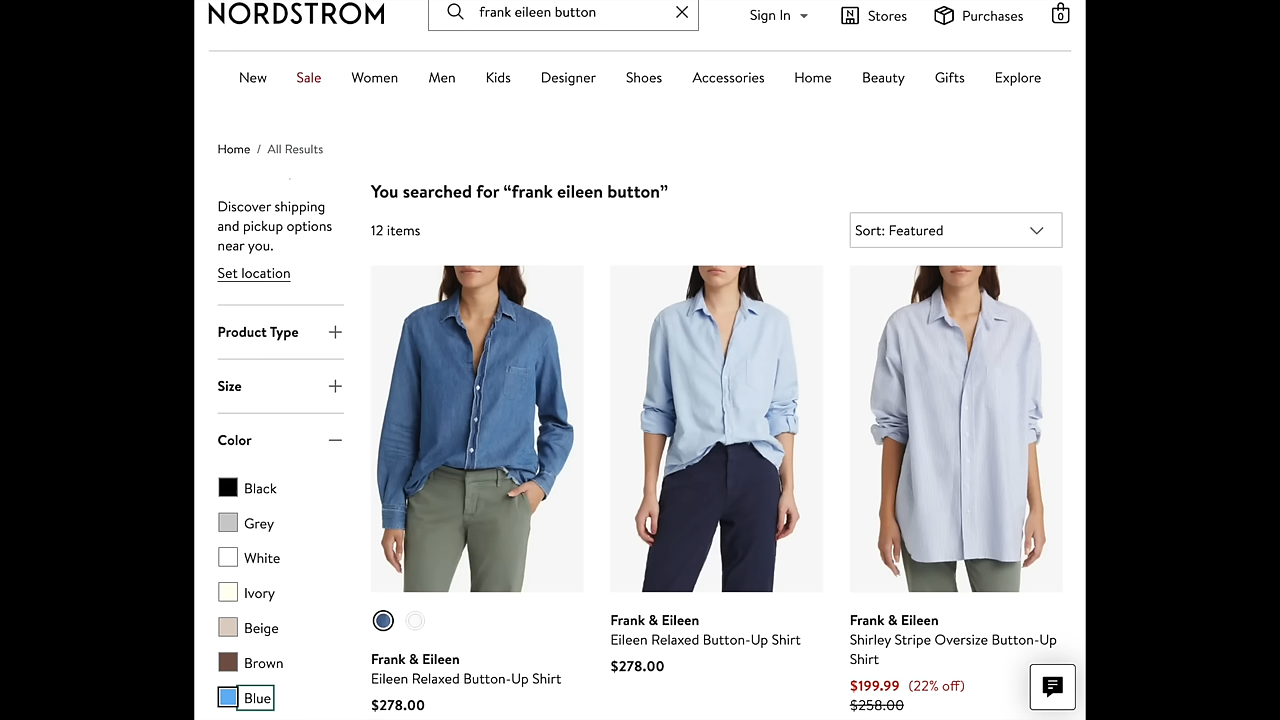 NORDSTROM
frank eileen button
Sign In
Stores
Purchases
0
New Sale Women Men Kids Designer Shoes Accessories Home Beauty Gifts Explore
Home / All Results
Discover shipping
and pickup options
near you.
Set location
Product Type
Size
Color
Black
Grey
White
Ivory
Beige
Brown
Blue
You searched for “frank eileen button”
12 items
Sort: Featured
Frank & Eileen
Eileen Relaxed Button-Up Shirt
$278.00
Frank & Eileen
Eileen Relaxed Button-Up Shirt
$278.00
Frank & Eileen
Shirley Stripe Oversize Button-Up
Shirt
$199.99 (22% off)
$258.00